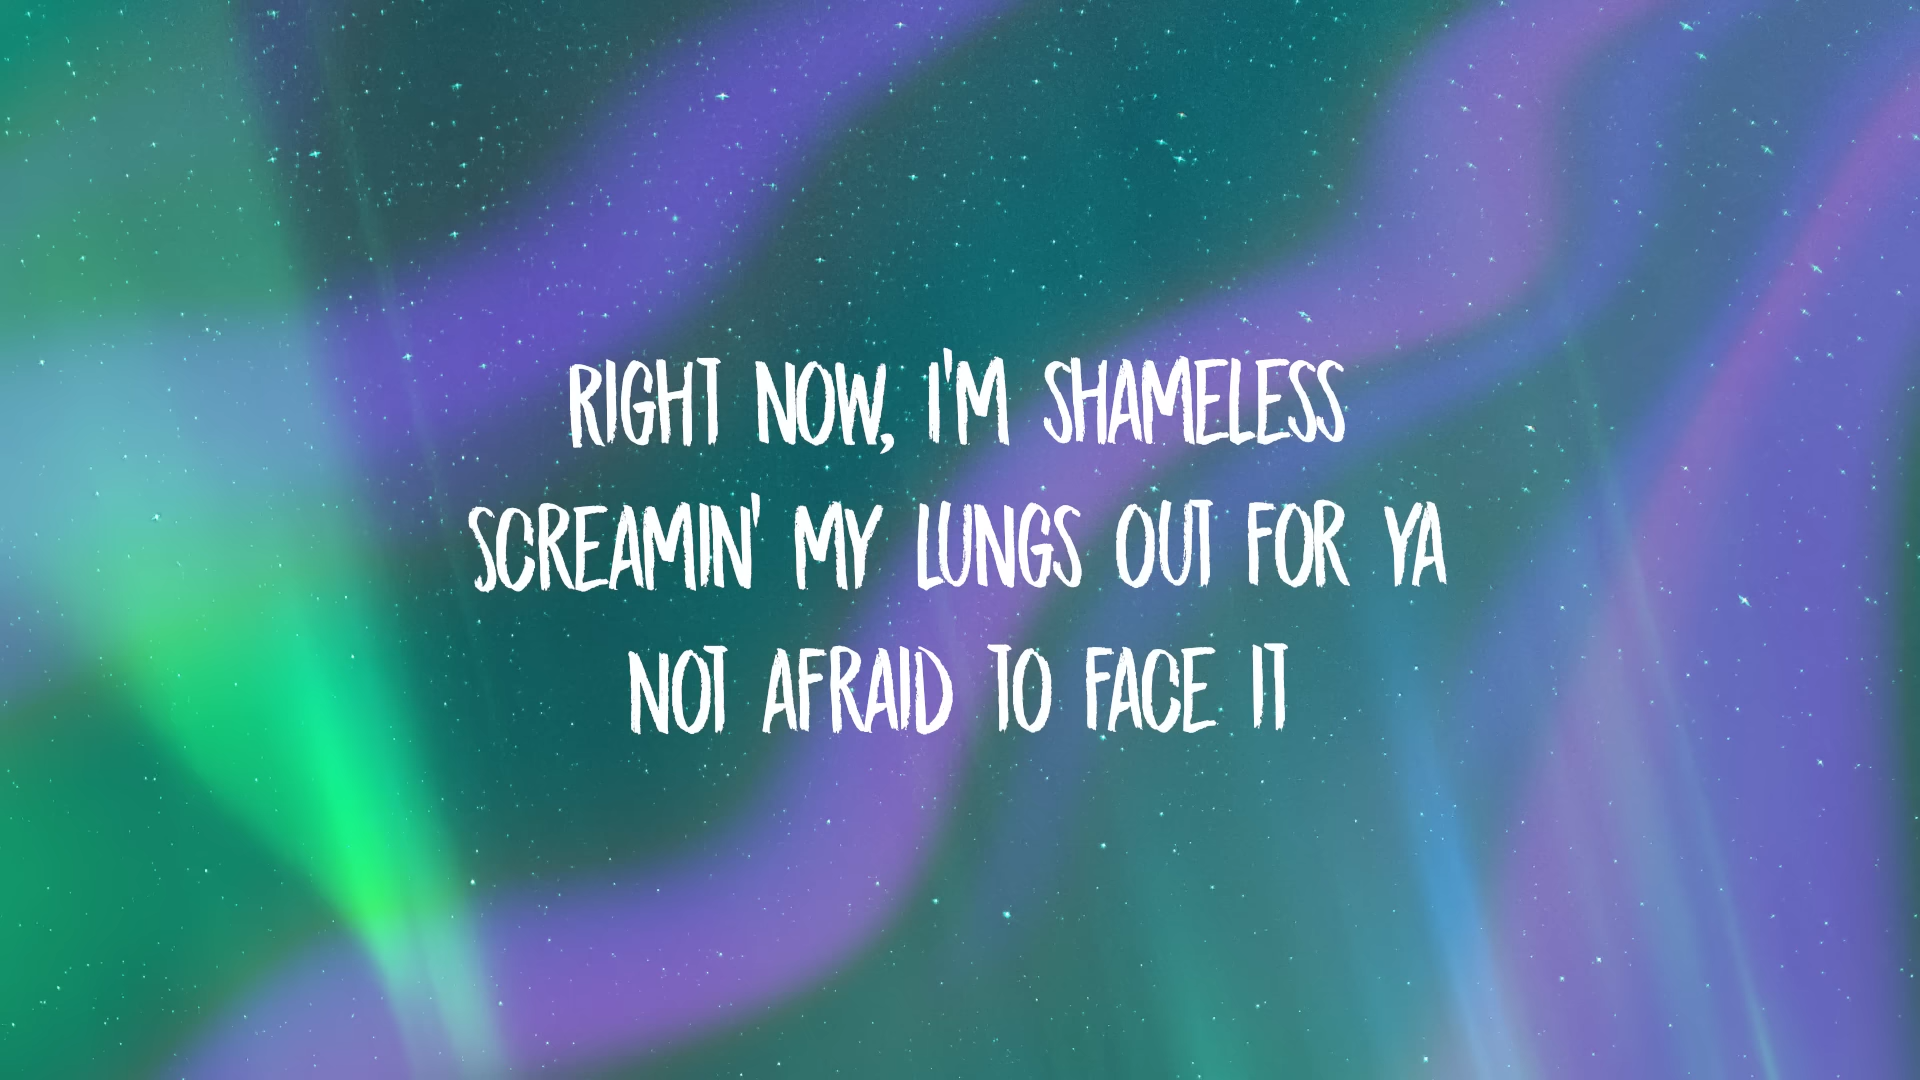 RIGHT NOW, I'M SHAMELESS
SCREAMIN' MY LUNGS OUT FOR YA
NOT AFRAID TO FACE IT